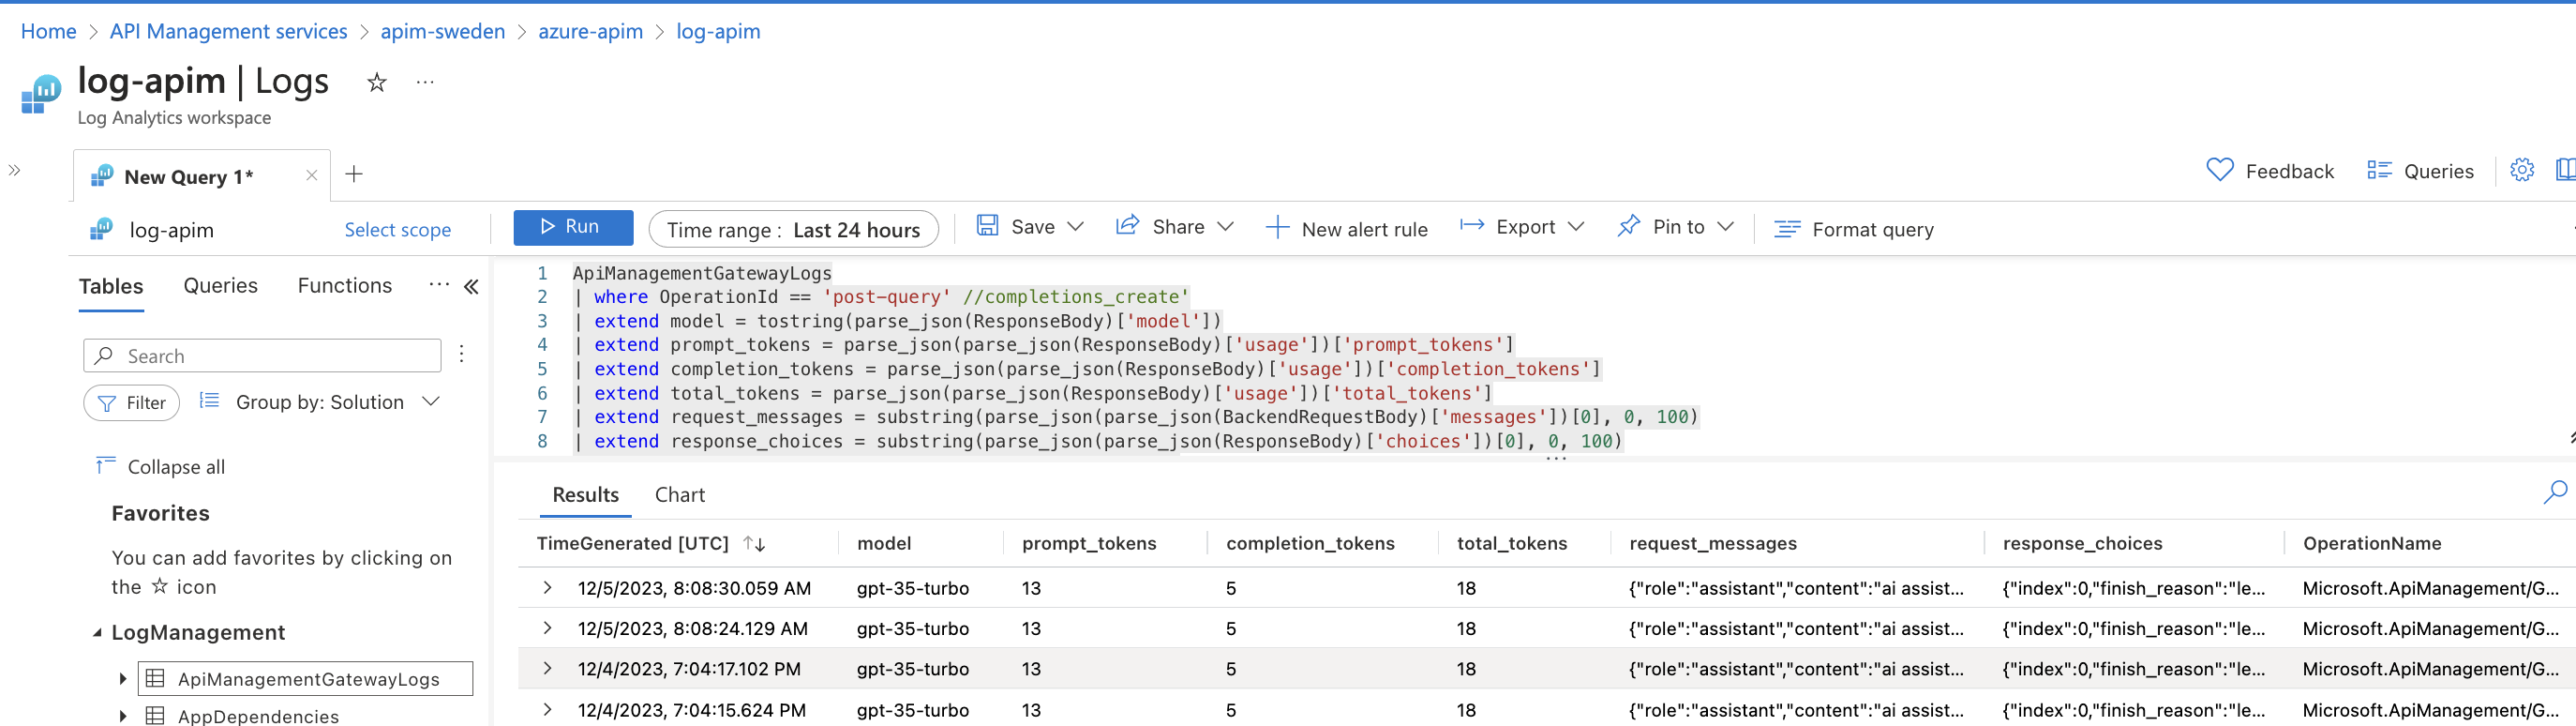 Home > API Management services > apim-sweden > azure-apim > log-apim
log-apim | Logs ☆ ...
Log Analytics workspace
New Query 1* × +
Feedback Queries
log-apim Select scope Run Time range : Last 24 hours Save Share New alert rule Export Pin to Format query
Tables Queries Functions ... «
Search
Filter Group by: Solution
Collapse all
Favorites
You can add favorites by clicking on
the ☆ icon
LogManagement
ApiManagementGatewayLogs
AppDependencies
1 ApiManagementGatewayLogs
2 | where OperationId == 'post-query' //completions_create'
3 | extend model = tostring(parse_json(ResponseBody)['model'])
4 | extend prompt_tokens = parse_json(parse_json(ResponseBody)['usage'])['prompt_tokens']
5 | extend completion_tokens = parse_json(parse_json(ResponseBody)['usage'])['completion_tokens']
6 | extend total_tokens = parse_json(parse_json(ResponseBody)['usage'])['total_tokens']
7 | extend request_messages = substring(parse_json(parse_json(BackendRequestBody)['messages'])[0], 0, 100)
8 | extend response_choices = substring(parse_json(parse_json(ResponseBody)['choices'])[0], 0, 100)
Results Chart
TimeGenerated [UTC] ↑↓ model prompt_tokens completion_tokens total_tokens request_messages response_choices OperationName
> 12/5/2023, 8:08:30.059 AM gpt-35-turbo 13 5 18 {"role":"assistant","content":"ai assist... {"index":0,"finish_reason":"le... Microsoft.ApiManagement/G...
> 12/5/2023, 8:08:24.129 AM gpt-35-turbo 13 5 18 {"role":"assistant","content":"ai assist... {"index":0,"finish_reason":"le... Microsoft.ApiManagement/G...
> 12/4/2023, 7:04:17.102 PM gpt-35-turbo 13 5 18 {"role":"assistant","content":"ai assist... {"index":0,"finish_reason":"le... Microsoft.ApiManagement/G...
> 12/4/2023, 7:04:15.624 PM gpt-35-turbo 13 5 18 {"role":"assistant","content":"ai assist... {"index":0,"finish_reason":"le... Microsoft.ApiManagement/G...